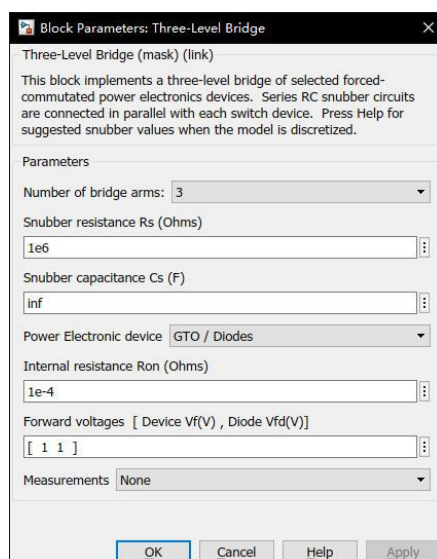 Block Parameters: Three-Level Bridge
Three-Level Bridge (mask) (link)
This block implements a three-level bridge of selected forced-
commutated power electronics devices. Series RC snubber circuits
are connected in parallel with each switch device. Press Help for
suggested snubber values when the model is discretized.
Parameters
Number of bridge arms: 3
Snubber resistance Rs (Ohms)
1e6
Snubber capacitance Cs (F)
inf
Power Electronic device GTO / Diodes
Internal resistance Ron (Ohms)
1e-4
Forward voltages [ Device Vf(V) , Diode Vfd(V)]
[ 1 1 ]
Measurements None
OK Cancel Help Apply